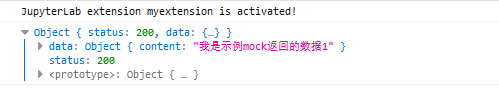 JupyterLab extension myextension is activated!
Object { status: 200, data: {…} }
data: Object { content: "我是示例mock返回的数据1" }
status: 200
<prototype>: Object { … }